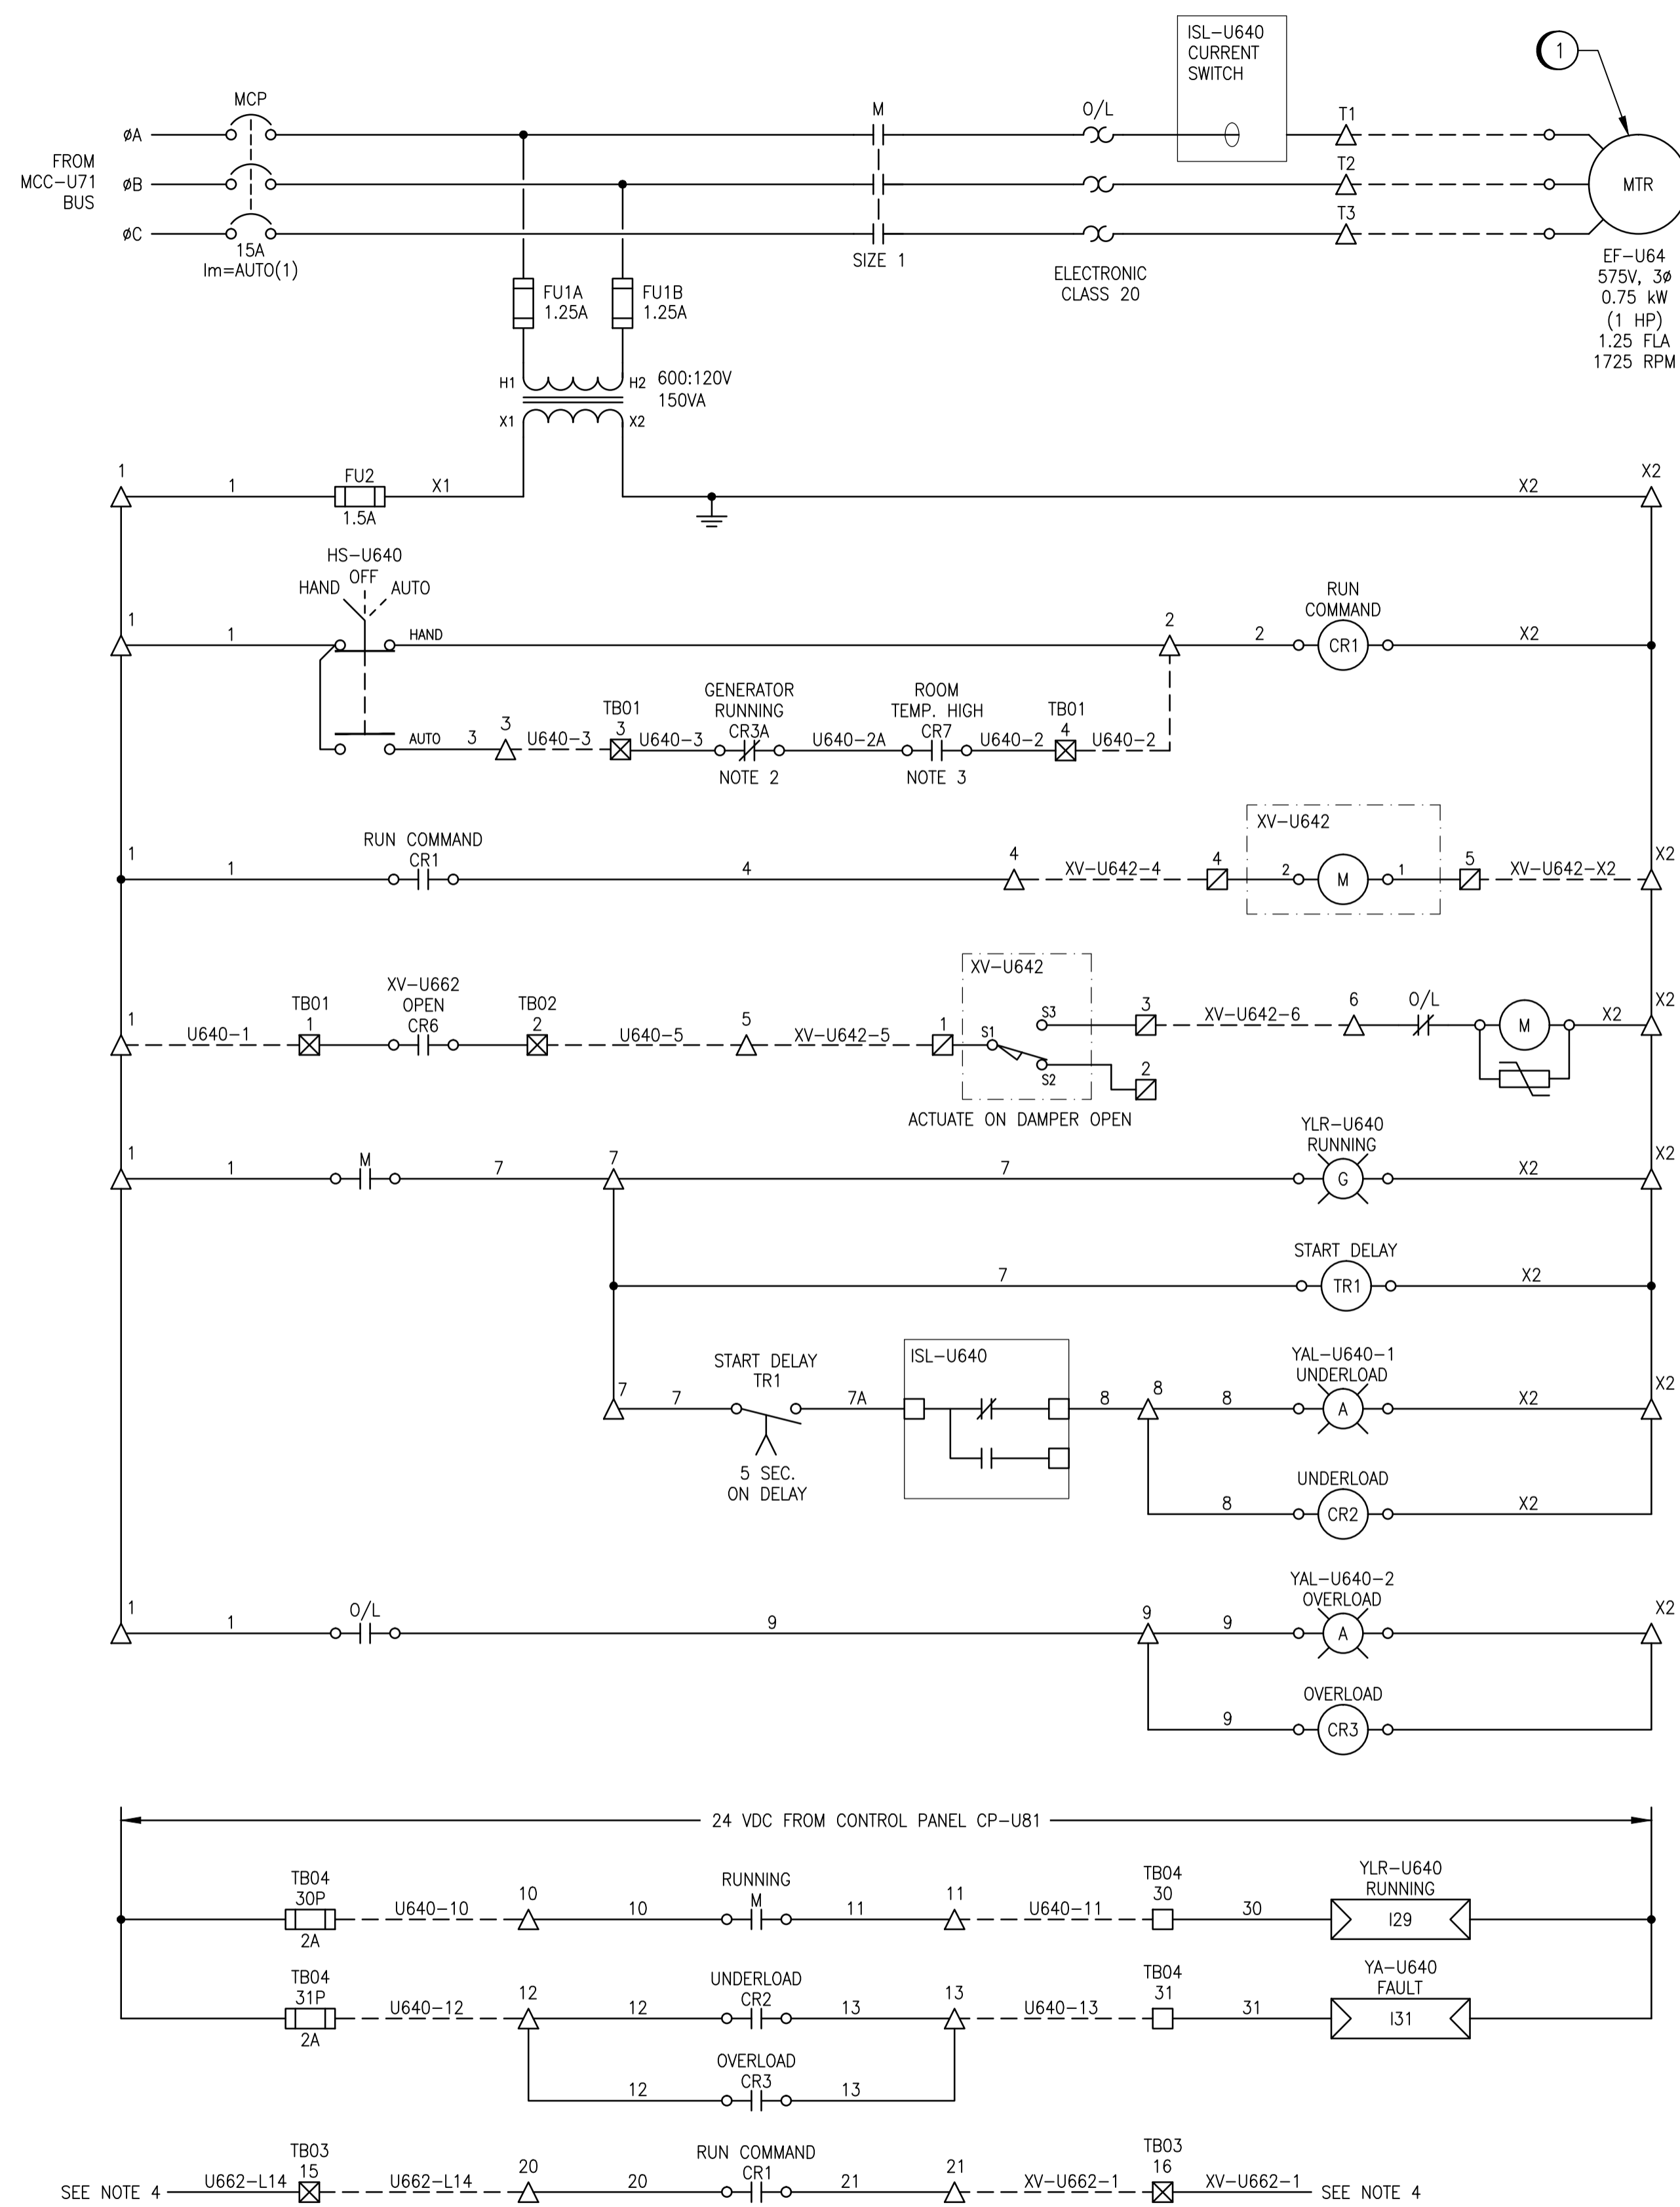 ISL-U640
CURRENT
SWITCH
1
MCP
M
O/L
T1
ØA
FROM
MCC-U71
BUS
ØB
T2
MTR
ØC
T3
15A
Im=AUTO(1)
SIZE 1
ELECTRONIC
CLASS 20
EF-U64
575V, 3Ø
0.75 kW
(1 HP)
1.25 FLA
1725 RPM
FU1A
1.25A
FU1B
1.25A
H1
H2
600:120V
150VA
X1
X2
1
1
FU2
1.5A
X1
X2
X2
HS-U640
OFF
HAND
AUTO
RUN
COMMAND
1
1
HAND
2
2
CR1
X2
AUTO
3
3
U640-3
TB01
3
U640-3
GENERATOR
RUNNING
CR3A
NOTE 2
U640-2A
ROOM
TEMP. HIGH
CR7
NOTE 3
U640-2
TB01
4
U640-2
1
1
RUN COMMAND
CR1
4
4
XV-U642-4
4
XV-U642
2
M
1
5
XV-U642-X2
X2
1
U640-1
TB01
1
XV-U662
OPEN
CR6
TB02
2
U640-5
5
XV-U642-5
1
XV-U642
S1
S3
S2
3
2
ACTUATE ON DAMPER OPEN
XV-U642-6
6
O/L
M
X2
X2
1
1
M
7
7
7
YLR-U640
RUNNING
G
X2
X2
START DELAY
7
TR1
X2
7
7
START DELAY
TR1
5 SEC.
ON DELAY
7A
ISL-U640
8
8
8
YAL-U640-1
UNDERLOAD
A
X2
X2
UNDERLOAD
8
CR2
X2
1
1
O/L
9
9
9
YAL-U640-2
OVERLOAD
A
X2
OVERLOAD
9
CR3
24 VDC FROM CONTROL PANEL CP-U81
TB04
30P
2A
U640-10
10
10
RUNNING
M
11
11
U640-11
TB04
30
30
YLR-U640
RUNNING
I29
TB04
31P
2A
U640-12
12
12
UNDERLOAD
CR2
13
13
U640-13
TB04
31
31
YA-U640
FAULT
I31
OVERLOAD
12
CR3
13
SEE NOTE 4
U662-L14
TB03
15
U662-L14
20
20
RUN COMMAND
CR1
21
21
XV-U662-1
TB03
16
XV-U662-1
SEE NOTE 4